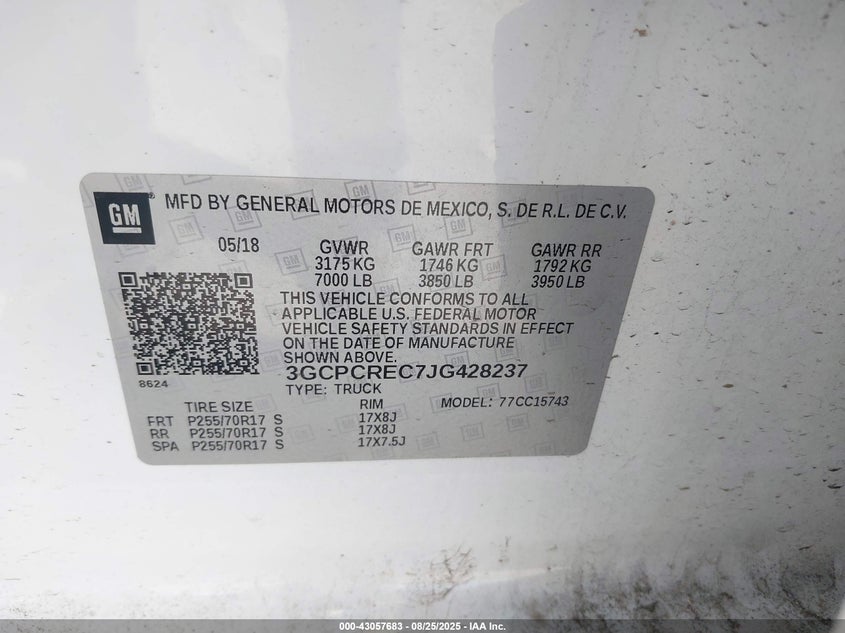 GM ® MFD BY GENERAL MOTORS DE MEXICO, S. DE R.L. DE C.V.
05/18 GVWR GAWR FRT GAWR RR
3175 KG 1746 KG 1792 KG
7000 LB 3850 LB 3950 LB
THIS VEHICLE CONFORMS TO ALL
APPLICABLE U.S. FEDERAL MOTOR
VEHICLE SAFETY STANDARDS IN EFFECT
ON THE DATE OF MANUFACTURE
SHOWN ABOVE.
3GCPCREC7JG428237
8624
TYPE: TRUCK
TIRE SIZE RIM MODEL: 77CC15743
FRT P255/70R17 S 17X8J
RR P255/70R17 S 17X8J
SPA P255/70R17 S 17X7.5J
000-43057683 - 08/25/2025 - IAA Inc.